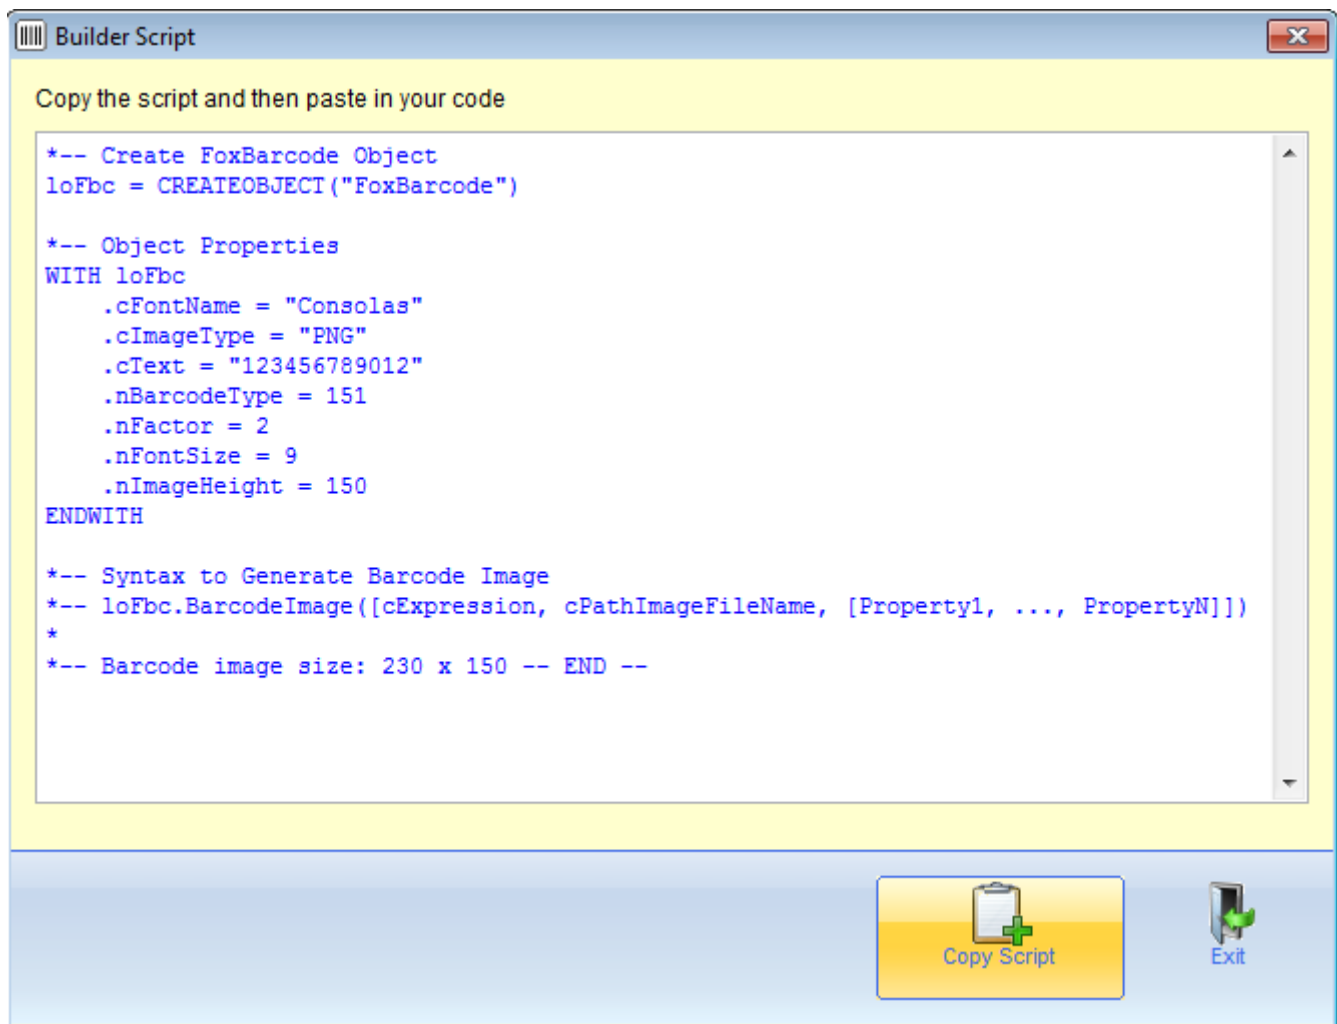 Builder Script
Copy the script and then paste in your code
*-- Create FoxBarcode Object
loFbc = CREATEOBJECT("FoxBarcode")
*-- Object Properties
WITH loFbc
    .cFontName = "Consolas"
    .cImageType = "PNG"
    .cText = "123456789012"
    .nBarcodeType = 151
    .nFactor = 2
    .nFontSize = 9
    .nImageHeight = 150
ENDWITH
*-- Syntax to Generate Barcode Image
*-- loFbc.BarcodeImage([cExpression, cPathImageFileName, [Property1, ..., PropertyN]])
*
*-- Barcode image size: 230 x 150 -- END --
Copy Script
Exit